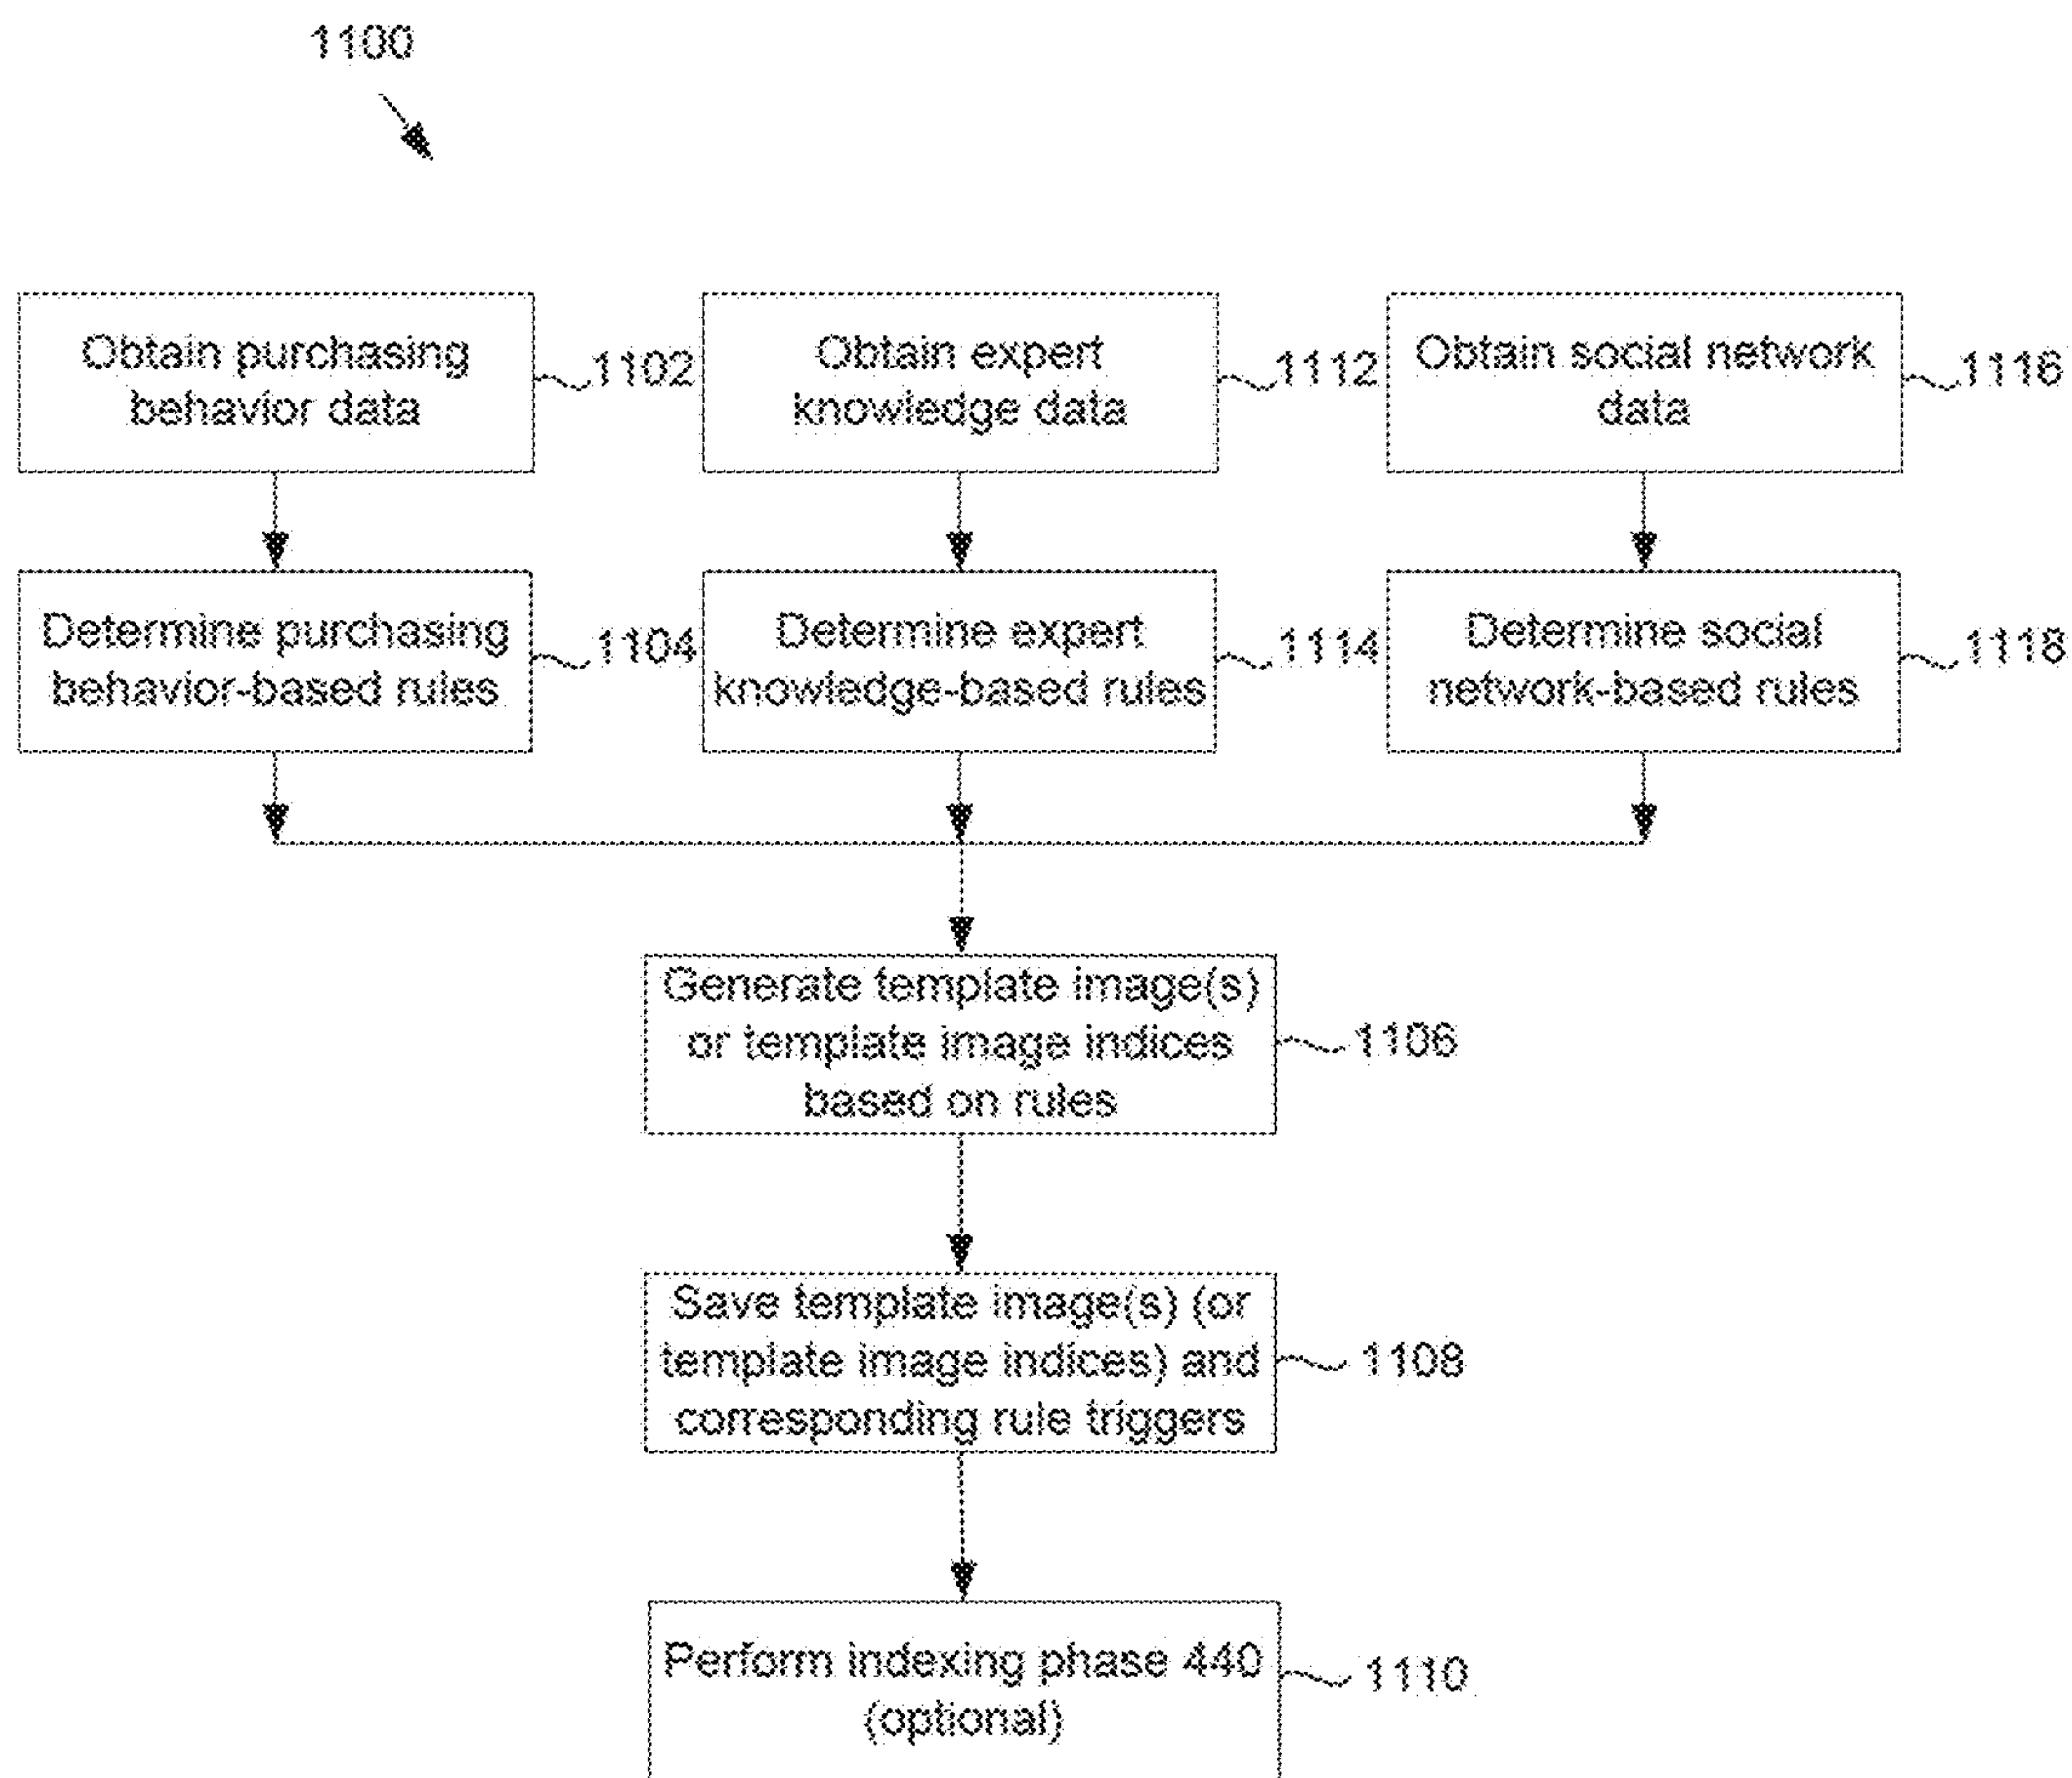 1100
Obtain purchasing
behavior data
1102
Obtain expert
knowledge data
1112
Obtain social network
data
1116
Determine purchasing
behavior-based rules
1104
Determine expert
knowledge-based rules
1114
Determine social
network-based rules
1118
Generate template image(s)
or template image indices
based on rules
1106
Save template image(s) (or
template image indices) and
corresponding rule triggers
1108
Perform indexing phase 440
(optional)
1110